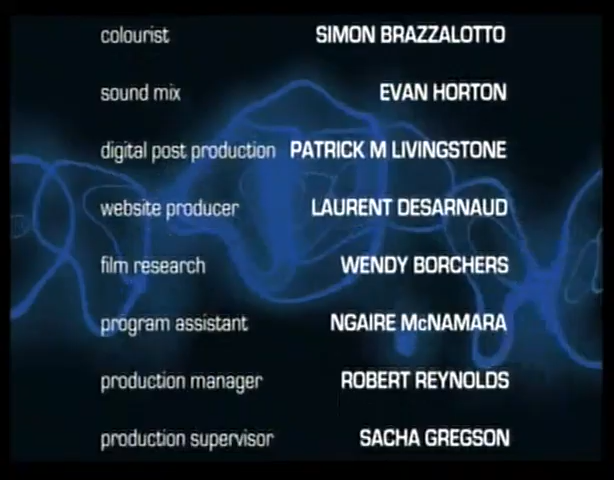 colourist SIMON BRAZZALOTTO
sound mix EVAN HORTON
digital post production PATRICK M LIVINGSTONE
website producer LAURENT DESARNAUD
film research WENDY BORCHERS
program assistant NGAIRE McNAMARA
production manager ROBERT REYNOLDS
production supervisor SACHA GREGSON